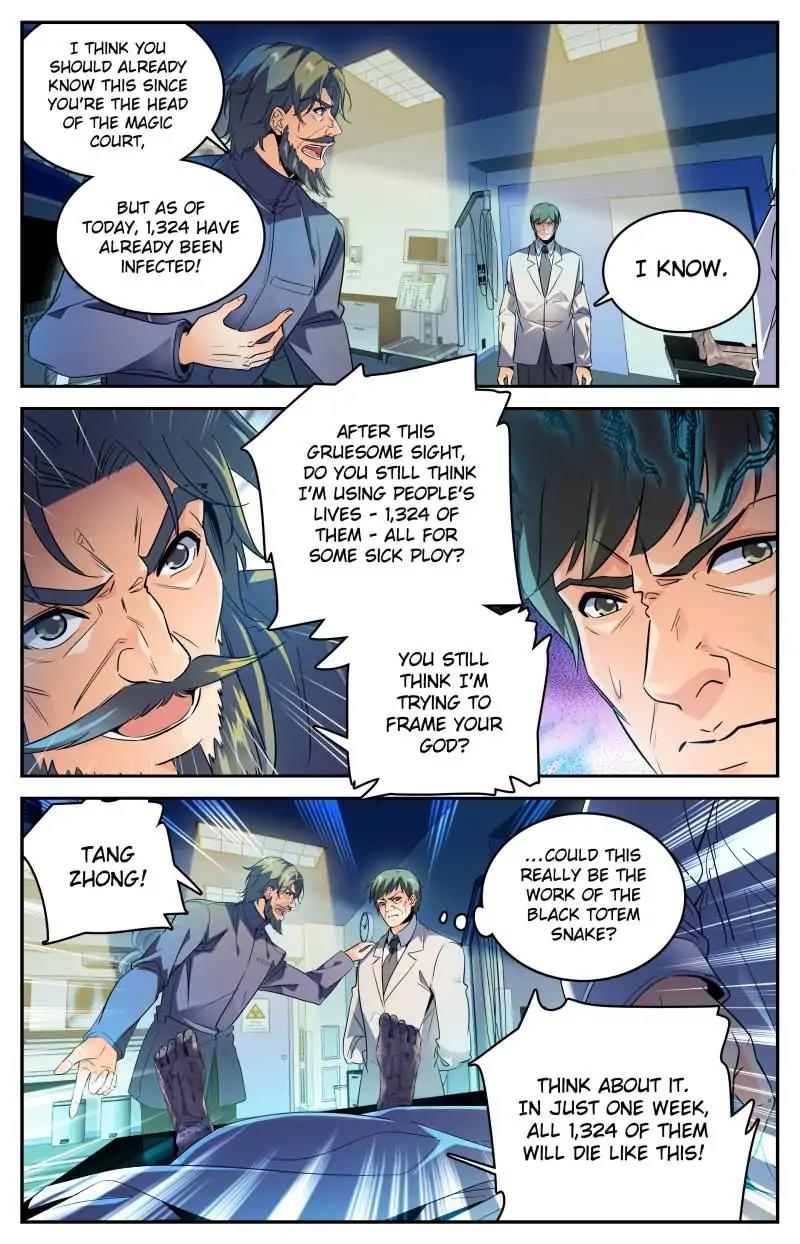 I THINK YOU
SHOULD ALREADY
KNOW THIS SINCE
YOU'RE THE HEAD
OF THE MAGIC
COURT,
BUT AS OF
TODAY, 1,324 HAVE
ALREADY BEEN
INFECTED!
I KNOW.
AFTER THIS
GRUESOME SIGHT,
DO YOU STILL THINK
I'M USING PEOPLE'S
LIVES - 1,324 OF
THEM - ALL FOR
SOME SICK PLOY?
YOU STILL
THINK I'M
TRYING TO
FRAME YOUR
GOD?
TANG
ZHONG!
...COULD THIS
REALLY BE THE
WORK OF THE
BLACK TOTEM
SNAKE?
THINK ABOUT IT.
IN JUST ONE WEEK,
ALL 1,324 OF THEM
WILL DIE LIKE THIS!